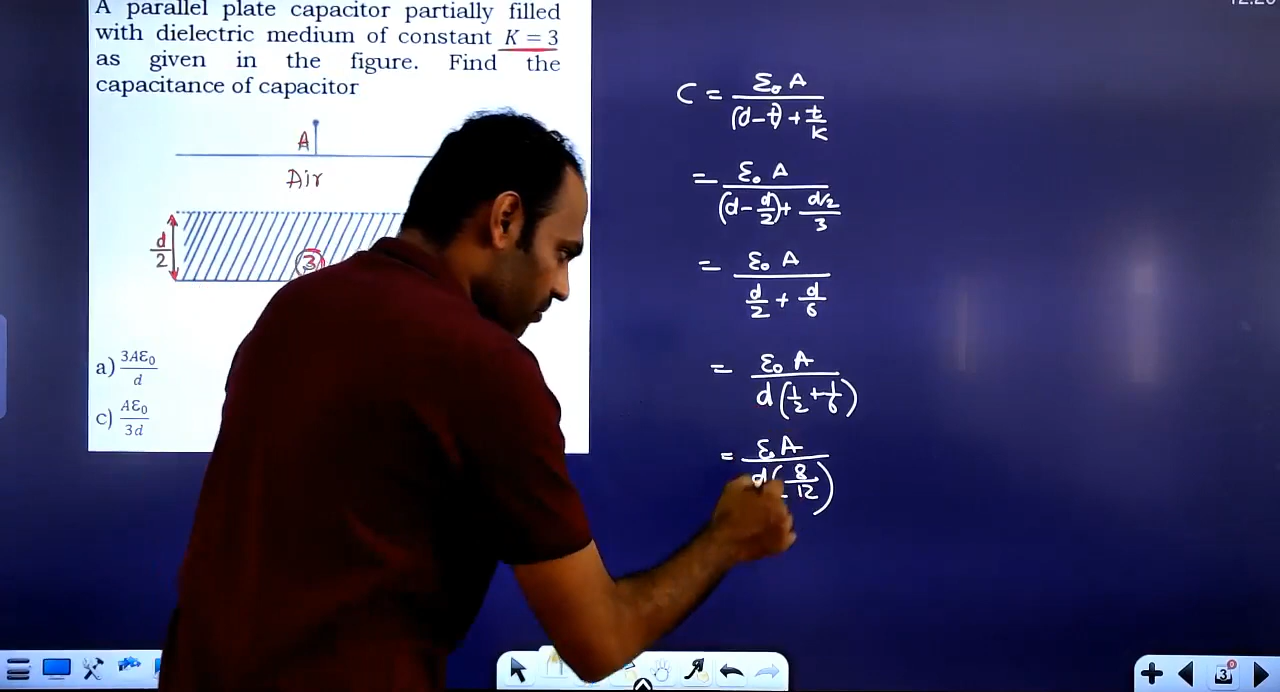 A parallel plate capacitor partially filled
with dielectric medium of constant K = 3
as given in the figure. Find the
capacitance of capacitor
A
Air
d/2
3
a) 3Aε₀/d
c) Aε₀/3d
C = ε₀ A/((d-t) + t/K)
= ε₀ A/((d - d/2) + (d/2)/3)
= ε₀ A/(d/2 + d/6)
= ε₀ A/(d(1/2 + 1/6))
= ε₀ A/(d(8/12))
3